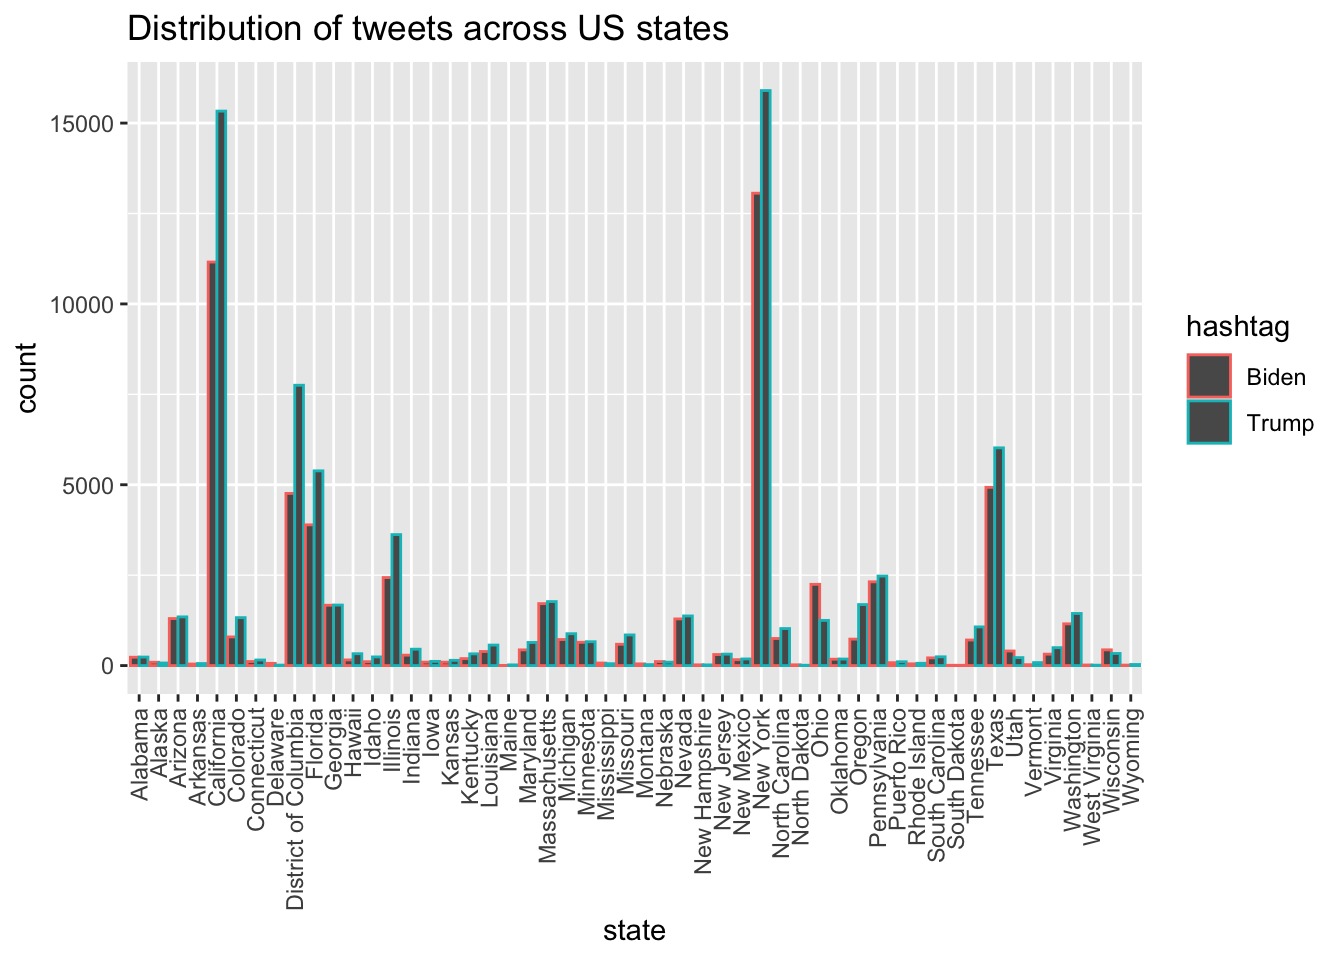 Distribution of tweets across US states
count
15000
10000
5000
0
Alabama
Alaska
Arizona
Arkansas
California
Colorado
Connecticut
Delaware
District of Columbia
Florida
Georgia
Hawaii
Idaho
Illinois
Indiana
Iowa
Kansas
Kentucky
Louisiana
Maine
Maryland
Massachusetts
Michigan
Minnesota
Mississippi
Missouri
Montana
Nebraska
Nevada
New Hampshire
New Jersey
New Mexico
New York
North Carolina
North Dakota
Ohio
Oklahoma
Oregon
Pennsylvania
Puerto Rico
Rhode Island
South Carolina
South Dakota
Tennessee
Texas
Utah
Vermont
Virginia
Washington
West Virginia
Wisconsin
Wyoming
state
hashtag
Biden
Trump